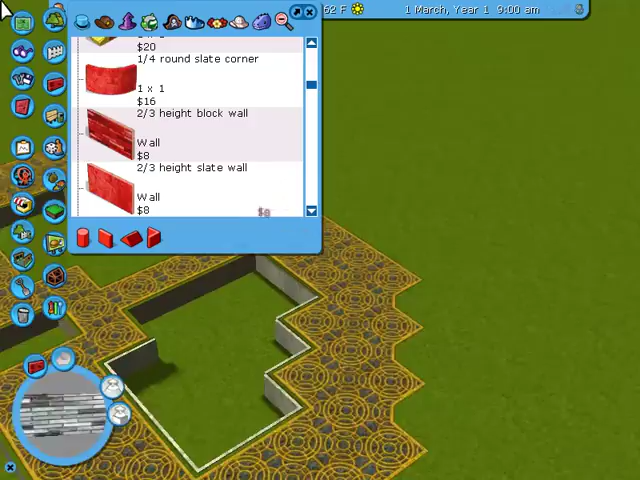 62 F
1 March, Year 1 9:00 am
$20
1/4 round slate corner
1 x 1
$16
2/3 height block wall
Wall
$8
2/3 height slate wall
Wall
$8
$8